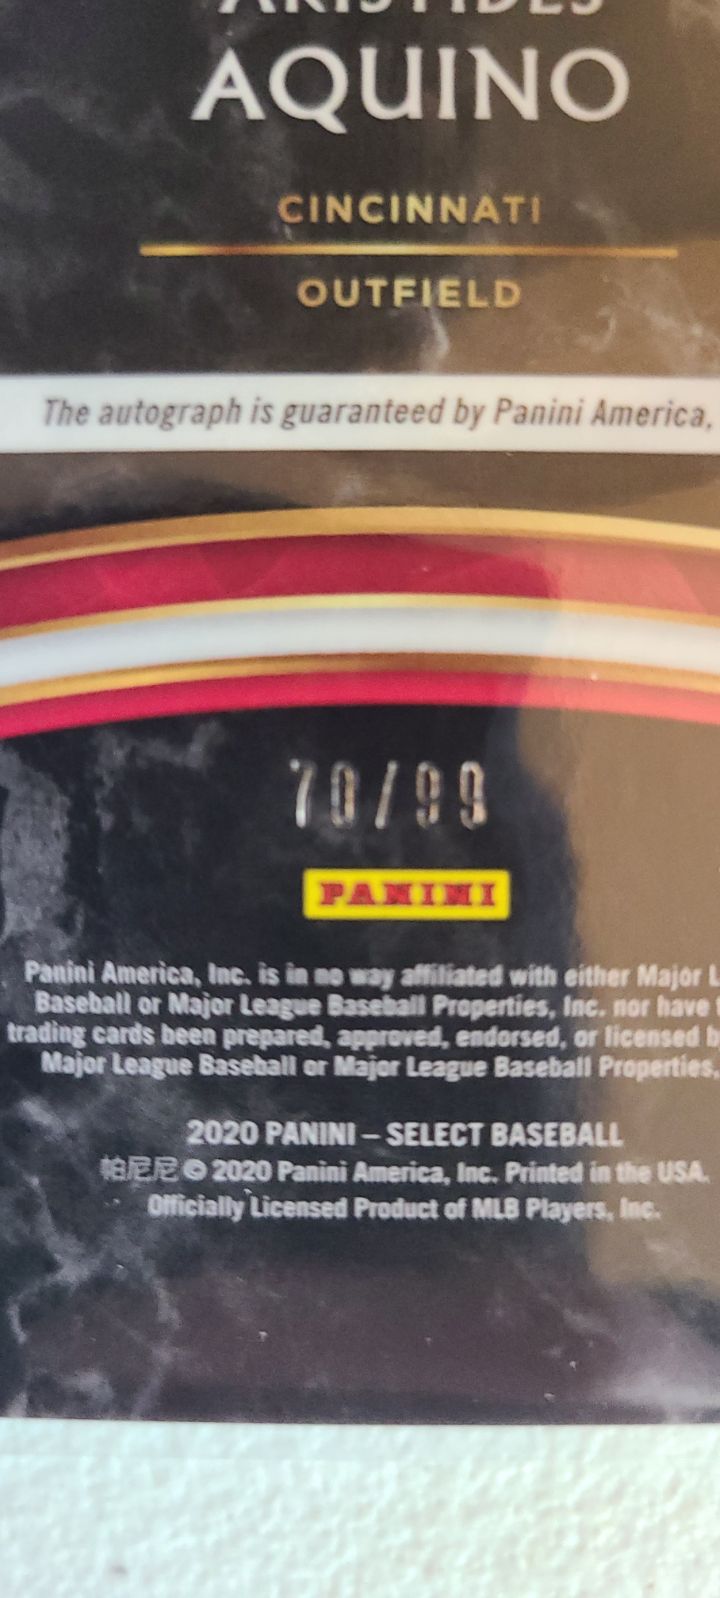 ARISTIDES
AQUINO
CINCINNATI
OUTFIELD
The autograph is guaranteed by Panini America,
70/99
PANINI
Panini America, Inc. is in no way affiliated with either Major L
Baseball or Major League Baseball Properties, Inc. nor have
trading cards been prepared, approved, endorsed, or licensed b
Major League Baseball or Major League Baseball Properties,
2020 PANINI – SELECT BASEBALL
帕尼尼 © 2020 Panini America, Inc. Printed in the USA.
Officially Licensed Product of MLB Players, Inc.